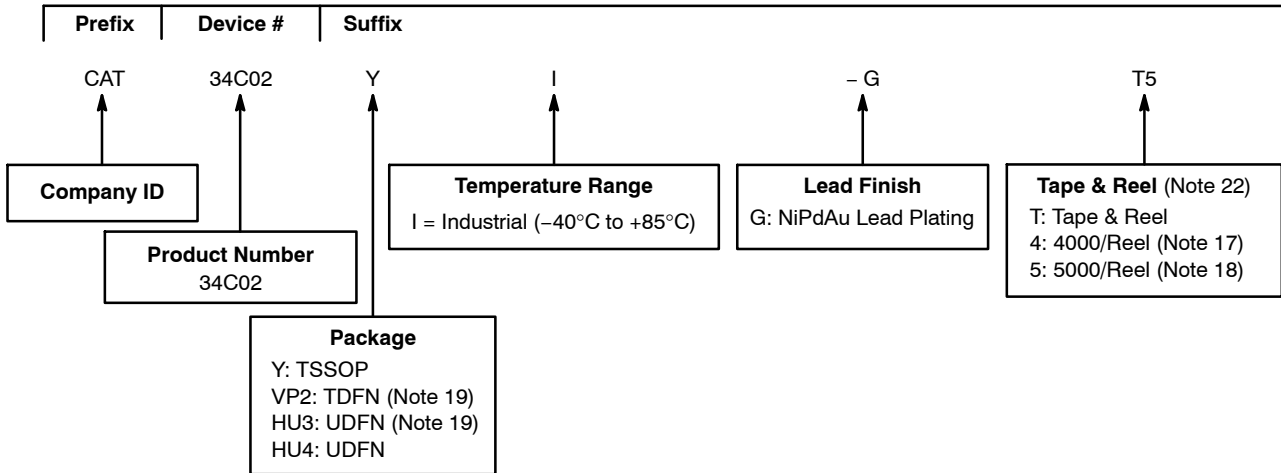 Prefix Device # Suffix
CAT 34C02 Y I – G T5
Company ID
Product Number
34C02
Package
Y: TSSOP
VP2: TDFN (Note 19)
HU3: UDFN (Note 19)
HU4: UDFN
Temperature Range
I = Industrial (–40°C to +85°C)
Lead Finish
G: NiPdAu Lead Plating
Tape & Reel (Note 22)
T: Tape & Reel
4: 4000/Reel (Note 17)
5: 5000/Reel (Note 18)